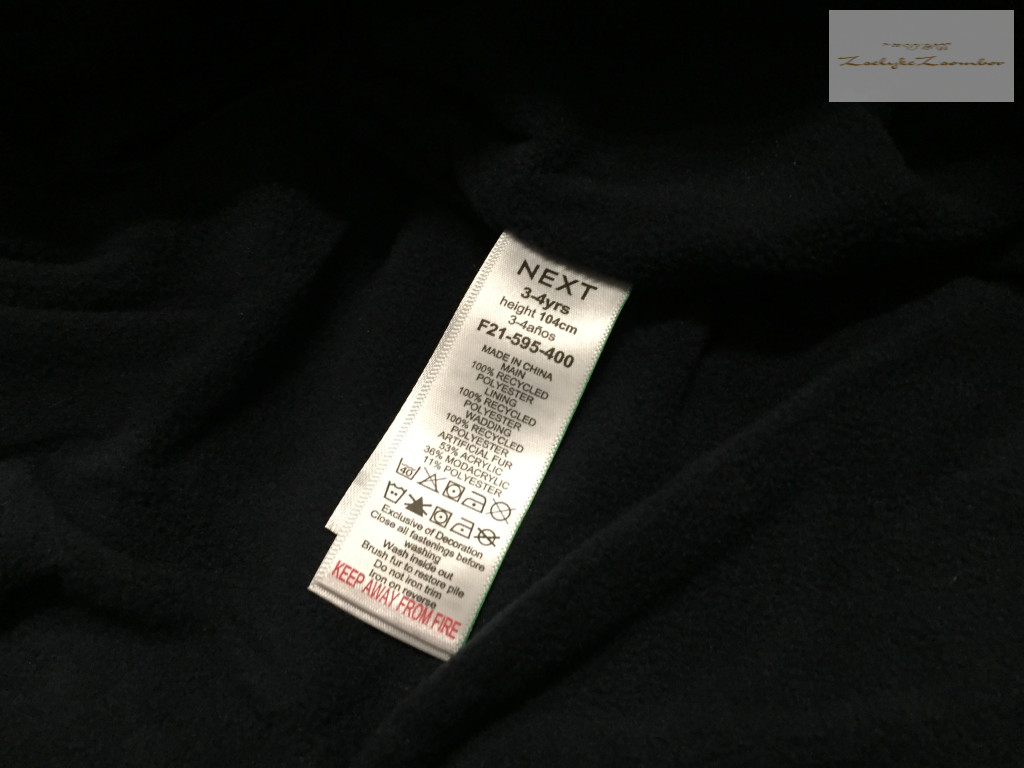 NEXT
3-4yrs
height 104cm
3-4años
F21-595-400
MADE IN CHINA
MAIN
100% RECYCLED
POLYESTER
LINING
100% RECYCLED
POLYESTER
WADDING
100% RECYCLED
POLYESTER
ARTIFICIAL FUR
53% ACRYLIC
36% MODACRYLIC
11% POLYESTER
40
Exclusive of Decoration
Close all fastenings before
washing
Wash inside out
Brush fur to restore pile
Do not iron trim
Iron on reverse
KEEP AWAY FROM FIRE